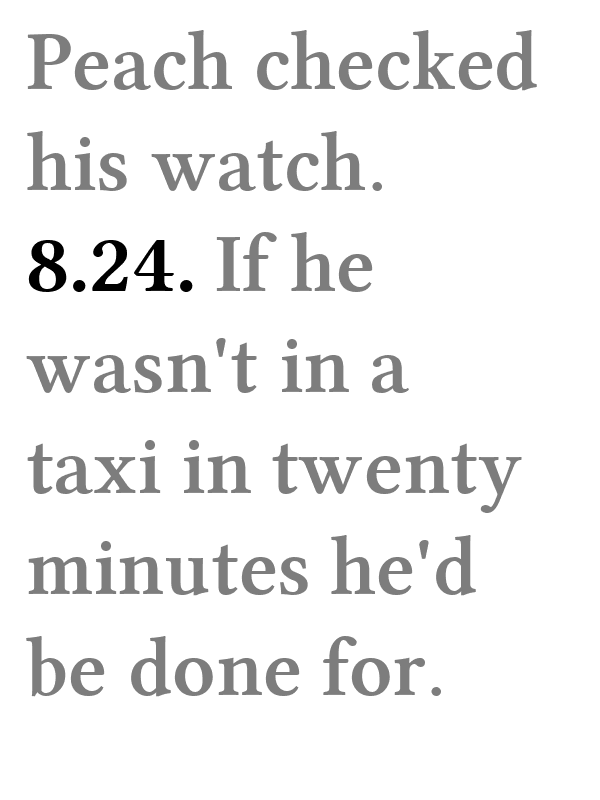 Peach checked
his watch.
8.24. If he
wasn't in a
taxi in twenty
minutes he'd
be done for.